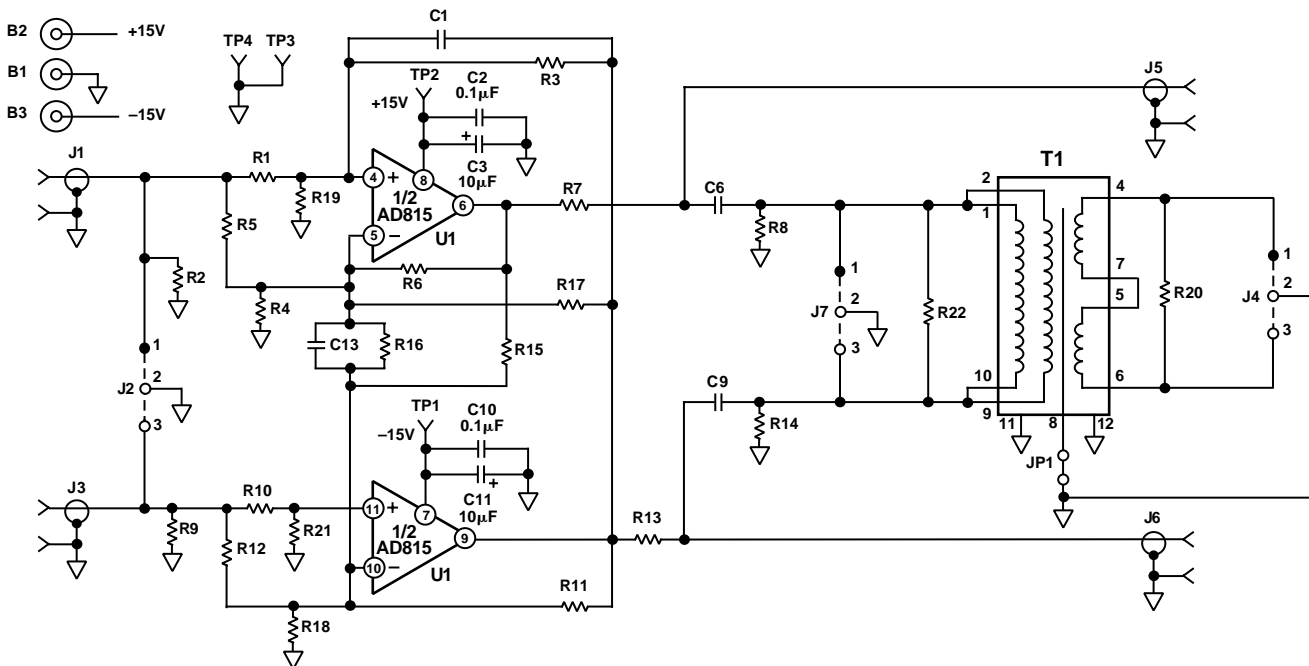 B2 +15V
B1
B3 –15V
TP4 TP3
C1
R3
TP2
C2
0.1µF
+15V
+
C3
10µF
J1
R1
R19
R5
4 +
8
1/2
AD815
6
5 –
U1
R7
R2
R4
R6
R17
C13
R16
R15
1
J2 2
3
TP1
–15V
C10
0.1µF
+
C11
10µF
J3
R9
R10
R12
R21
11 +
7
1/2
AD815
9
10 –
U1
R13
R11
R18
J5
C6
R8
1
J7 2
3
R22
C9
R14
T1
2
1
10
9
11
8
12
4
7
5
6
JP1
R20
1
J4 2
3
J6